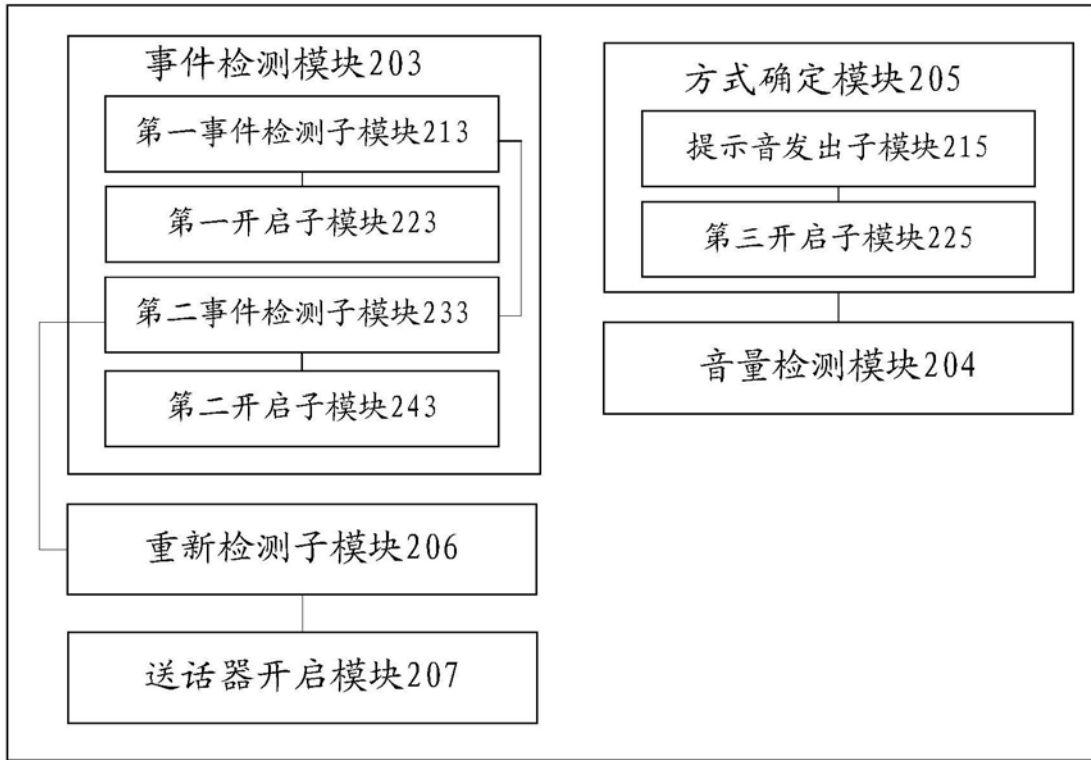 事件检测模块203
第一事件检测子模块213
第一开启子模块223
第二事件检测子模块233
第二开启子模块243
重新检测子模块206
送话器开启模块207
方式确定模块205
提示音发出子模块215
第三开启子模块225
音量检测模块204